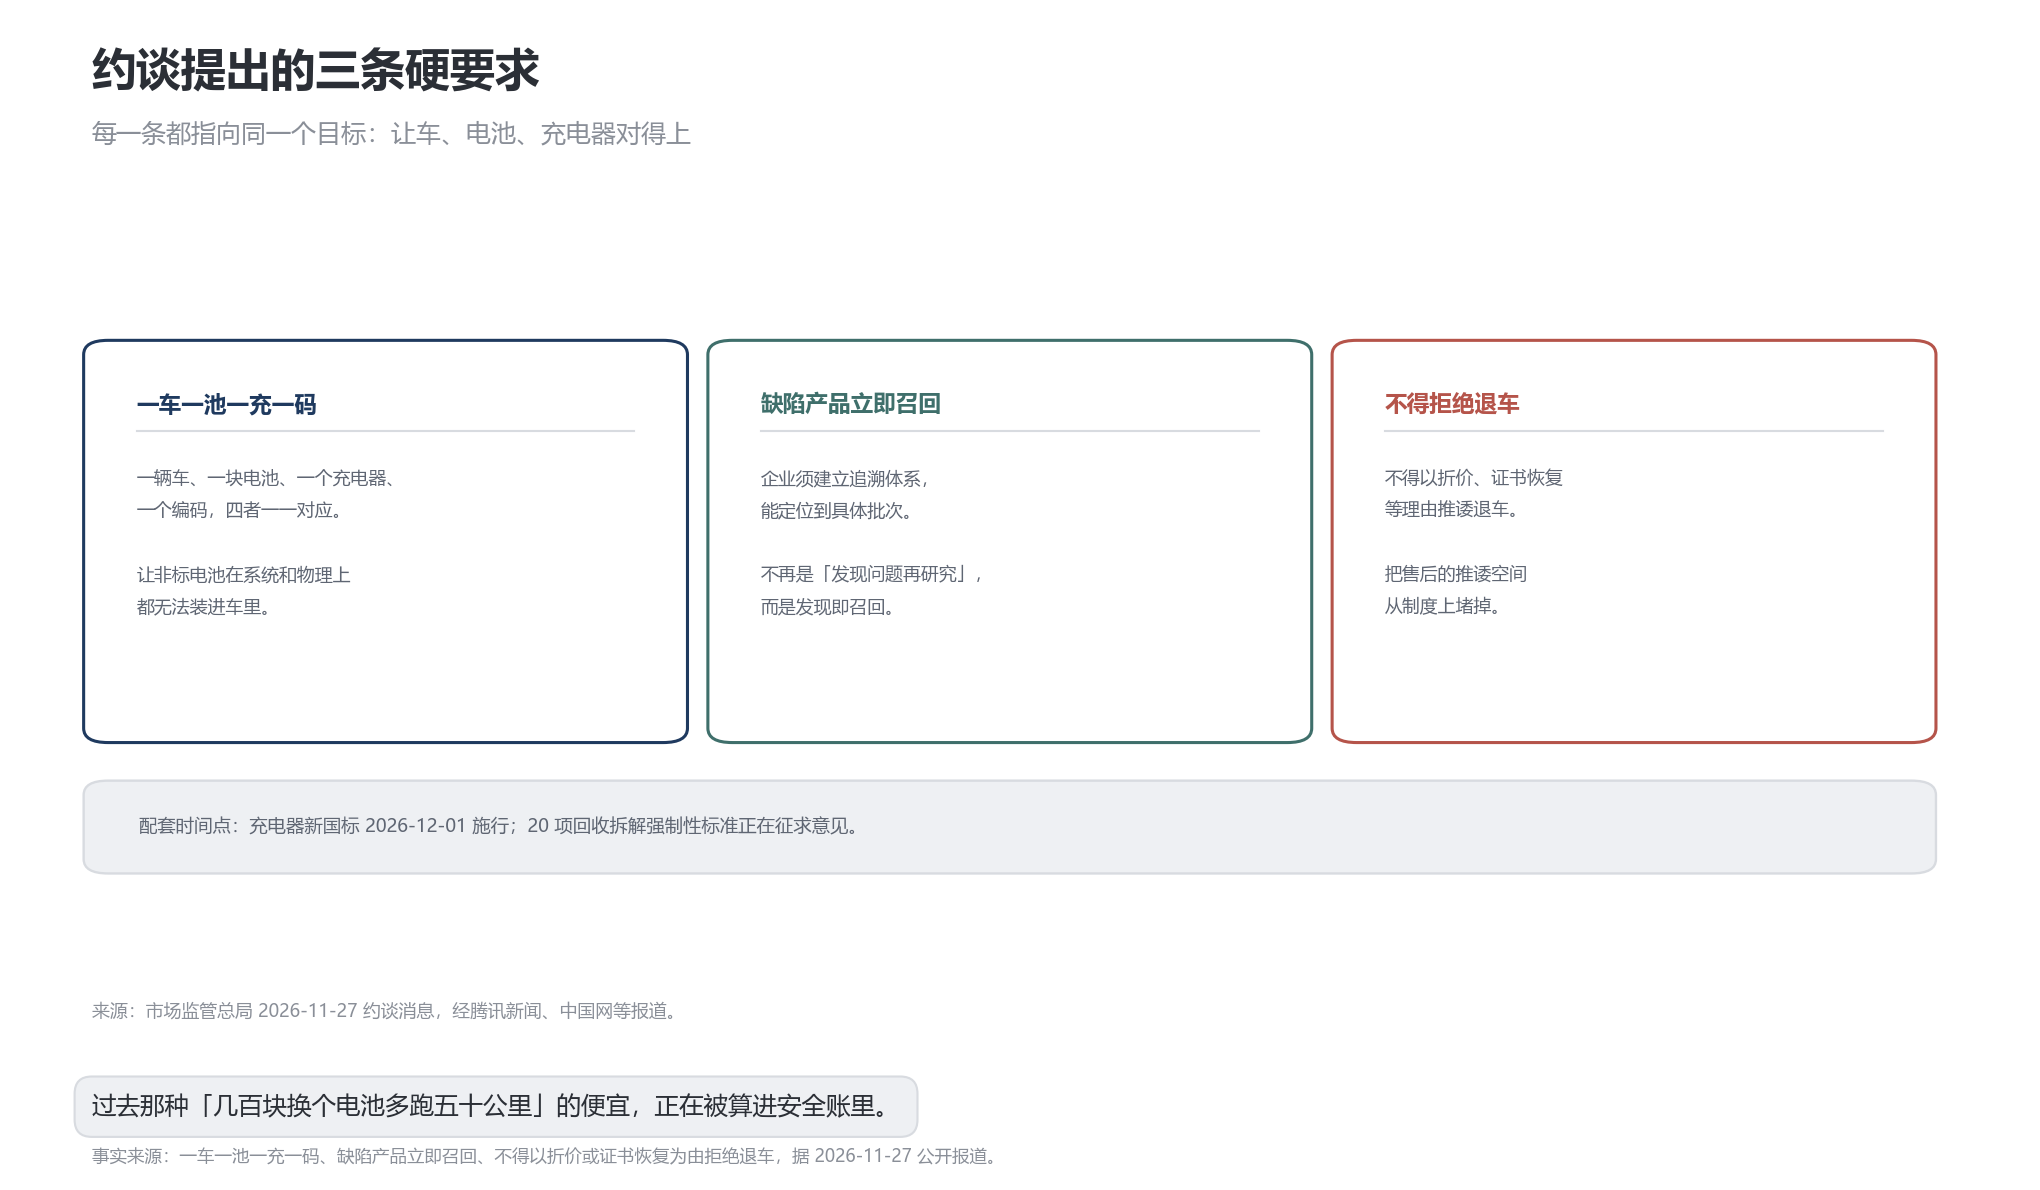 约谈提出的三条硬要求
每一条都指向同一个目标：让车、电池、充电器对得上
一车一池一充一码
一辆车、一块电池、一个充电器、
一个编码，四者一一对应。
让非标电池在系统和物理上
都无法装进车里。
缺陷产品立即召回
企业须建立追溯体系，
能定位到具体批次。
不再是「发现问题再研究」，
而是发现即召回。
不得拒绝退车
不得以折价、证书恢复
等理由推诿退车。
把售后的推诿空间
从制度上堵掉。
配套时间点：充电器新国标 2026-12-01 施行；20 项回收拆解强制性标准正在征求意见。
来源：市场监管总局 2026-11-27 约谈消息，经腾讯新闻、中国网等报道。
过去那种「几百块换个电池多跑五十公里」的便宜，正在被算进安全账里。
事实来源：一车一池一充一码、缺陷产品立即召回、不得以折价或证书恢复为由拒绝退车，据 2026-11-27 公开报道。